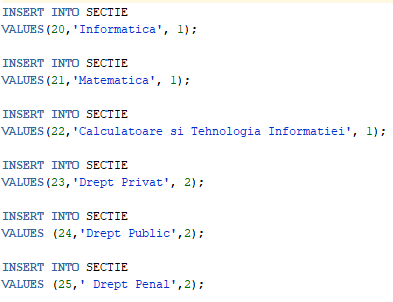 INSERT INTO SECTIE
VALUES(20,'Informatica', 1);
INSERT INTO SECTIE
VALUES(21,'Matematica', 1);
INSERT INTO SECTIE
VALUES(22,'Calculatoare si Tehnologia Informatiei', 1);
INSERT INTO SECTIE
VALUES(23,'Drept Privat', 2);
INSERT INTO SECTIE
VALUES (24,'Drept Public',2);
INSERT INTO SECTIE
VALUES (25,' Drept Penal',2);